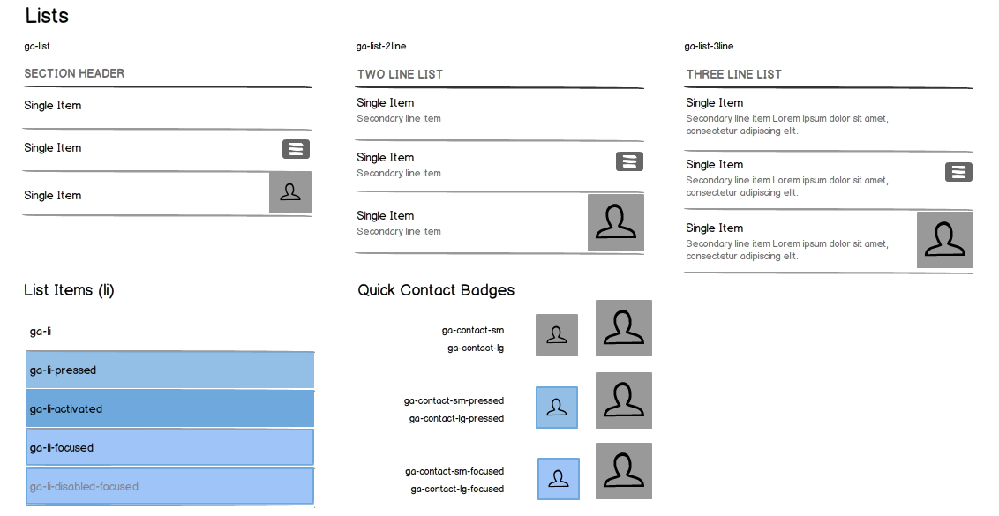 Lists
ga-list
SECTION HEADER
Single Item
Single Item
Single Item
ga-list-2line
TWO LINE LIST
Single Item
Secondary line item
Single Item
Secondary line item
Single Item
Secondary line item
ga-list-3line
THREE LINE LIST
Single Item
Secondary line item Lorem ipsum dolor sit amet,
consectetur adipiscing elit.
Single Item
Secondary line item Lorem ipsum dolor sit amet,
consectetur adipiscing elit.
Single Item
Secondary line item Lorem ipsum dolor sit amet,
consectetur adipiscing elit.
List Items (li)
ga-li
ga-li-pressed
ga-li-activated
ga-li-focused
ga-li-disabled-focused
Quick Contact Badges
ga-contact-sm
ga-contact-lg
ga-contact-sm-pressed
ga-contact-lg-pressed
ga-contact-sm-focused
ga-contact-lg-focused